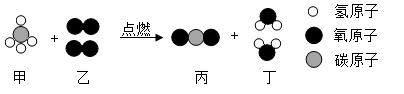 点燃
氢原子
氧原子
碳原子
+
+
甲 乙 丙 丁